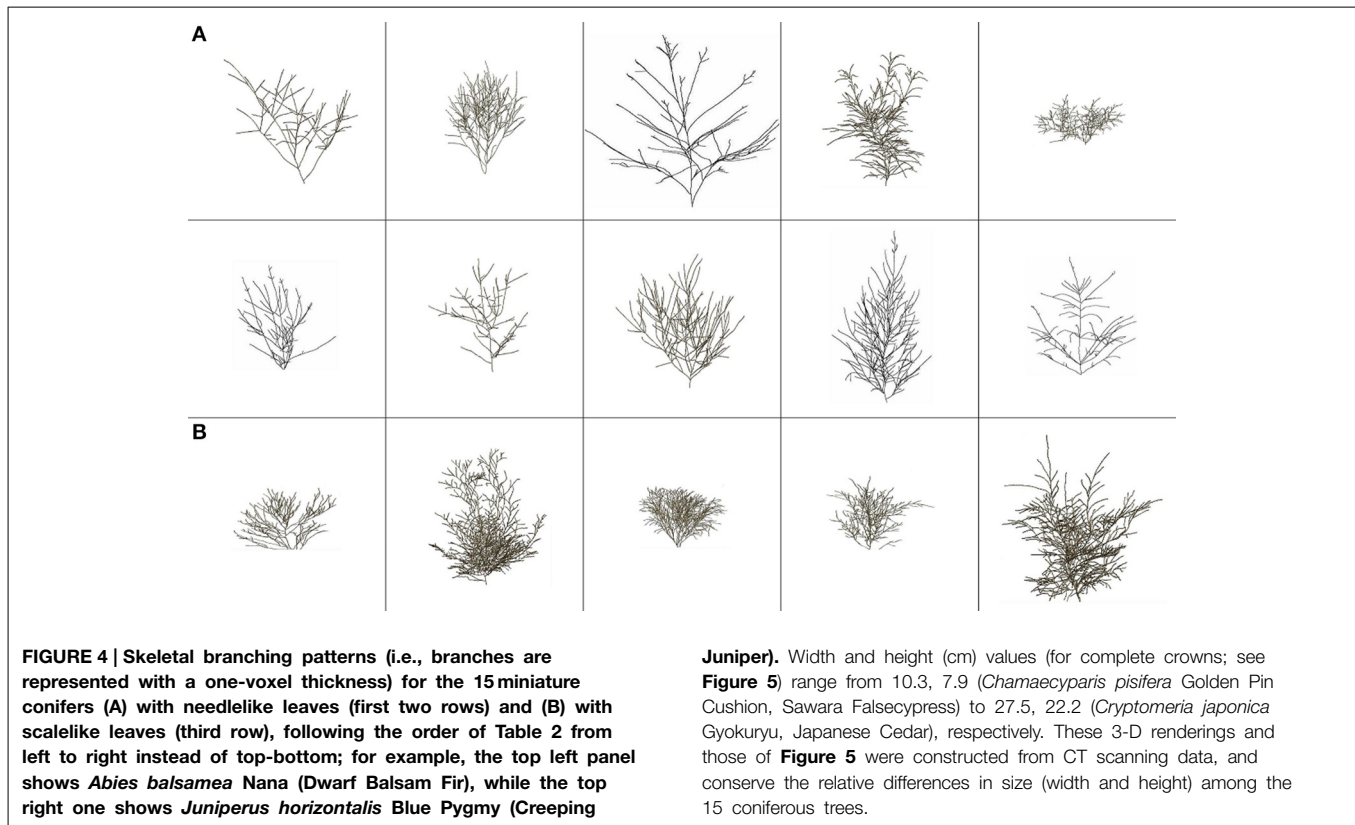 A
B
FIGURE 4 | Skeletal branching patterns (i.e., branches are
represented with a one-voxel thickness) for the 15 miniature
conifers (A) with needlelike leaves (first two rows) and (B) with
scalelike leaves (third row), following the order of Table 2 from
left to right instead of top-bottom; for example, the top left panel
shows Abies balsamea Nana (Dwarf Balsam Fir), while the top
right one shows Juniperus horizontalis Blue Pygmy (Creeping
Juniper). Width and height (cm) values (for complete crowns; see
Figure 5) range from 10.3, 7.9 (Chamaecyparis pisifera Golden Pin
Cushion, Sawara Falsecypress) to 27.5, 22.2 (Cryptomeria japonica
Gyokuryu, Japanese Cedar), respectively. These 3-D renderings and
those of Figure 5 were constructed from CT scanning data, and
conserve the relative differences in size (width and height) among the
15 coniferous trees.